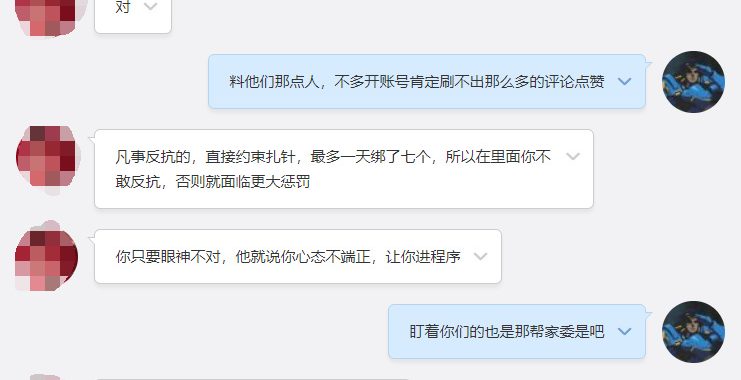 对
料他们那点人，不多开账号肯定刷不出那么多的评论点赞
凡事反抗的，直接约束扎针，最多一天绑了七个，所以在里面你不
敢反抗，否则就面临更大惩罚
你只要眼神不对，他就说你心态不端正，让你进程序
盯着你们的也是那帮家委是吧